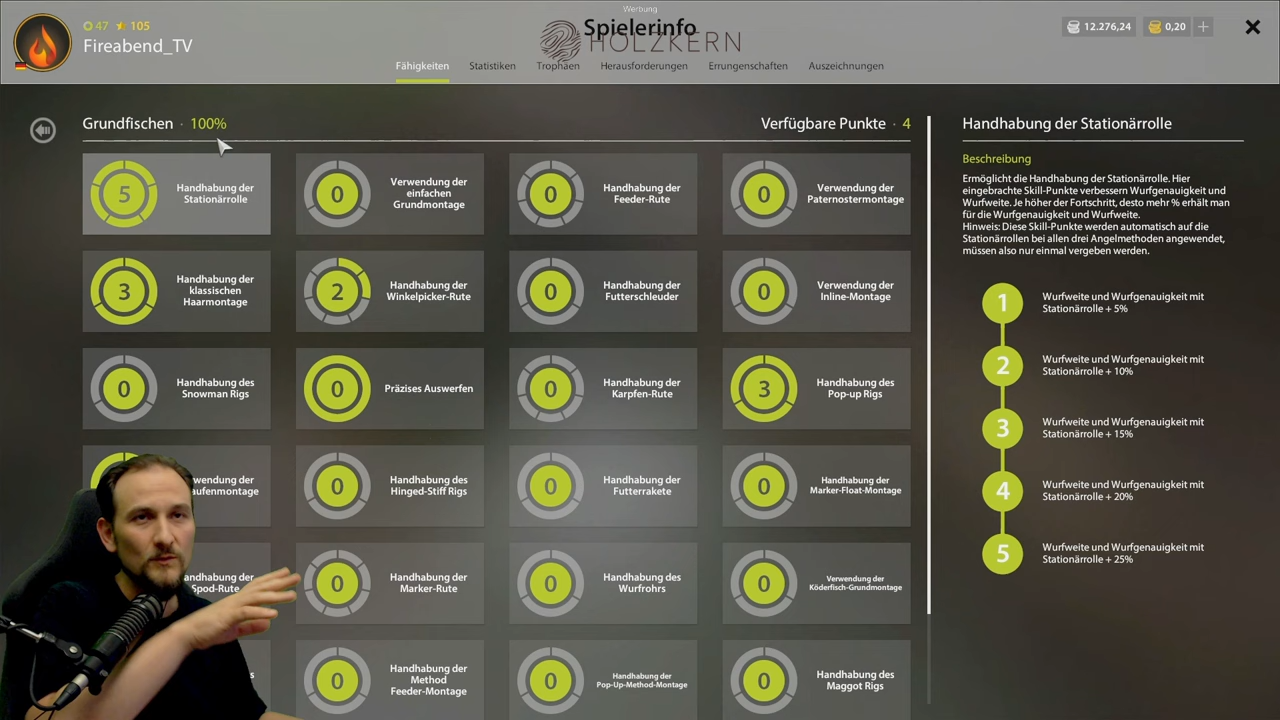 Werbung
47 105
Spielerinfo
HOLZKERN
12.276,24
0,20
Fireabend_TV
Fähigkeiten
Statistiken
Trophäen
Herausforderungen
Errungenschaften
Auszeichnungen
Grundfischen · 100%
Verfügbare Punkte · 4
5
Handhabung der
Stationärrolle
0
Verwendung der
einfachen
Grundmontage
0
Handhabung der
Feeder-Rute
0
Verwendung der
Paternostermontage
3
Handhabung der
klassischen
Haarmontage
2
Handhabung der
Winkelpicker-Rute
0
Handhabung der
Futterschleuder
0
Verwendung der
Inline-Montage
0
Handhabung des
Snowman Rigs
0
Präzises Auswerfen
0
Handhabung der
Karpfen-Rute
3
Handhabung des
Pop-up Rigs
wendung der
aufenmontage
0
Handhabung des
Hinged-Stiff Rigs
0
Handhabung der
Futterrakete
0
Handhabung der
Marker-Float-Montage
andhabung der
Spod-Rute
0
Handhabung der
Marker-Rute
0
Handhabung des
Wurfrohrs
0
Verwendung der
Köderfisch-Grundmontage
s
0
Handhabung der
Method
Feeder-Montage
0
Handhabung der
Pop-Up-Method-Montage
0
Handhabung des
Maggot Rigs
Handhabung der Stationärrolle
Beschreibung
Ermöglicht die Handhabung der Stationärrolle. Hier
eingebrachte Skill-Punkte verbessern Wurfgenauigkeit und
Wurfweite. Je höher der Fortschritt, desto mehr % erhält man
für die Wurfgenauigkeit und Wurfweite.
Hinweis: Diese Skill-Punkte werden automatisch auf die
Stationärrollen bei allen drei Angelmethoden angewendet,
müssen also nur einmal vergeben werden.
1
Wurfweite und Wurfgenauigkeit mit
Stationärrolle + 5%
2
Wurfweite und Wurfgenauigkeit mit
Stationärrolle + 10%
3
Wurfweite und Wurfgenauigkeit mit
Stationärrolle + 15%
4
Wurfweite und Wurfgenauigkeit mit
Stationärrolle + 20%
5
Wurfweite und Wurfgenauigkeit mit
Stationärrolle + 25%